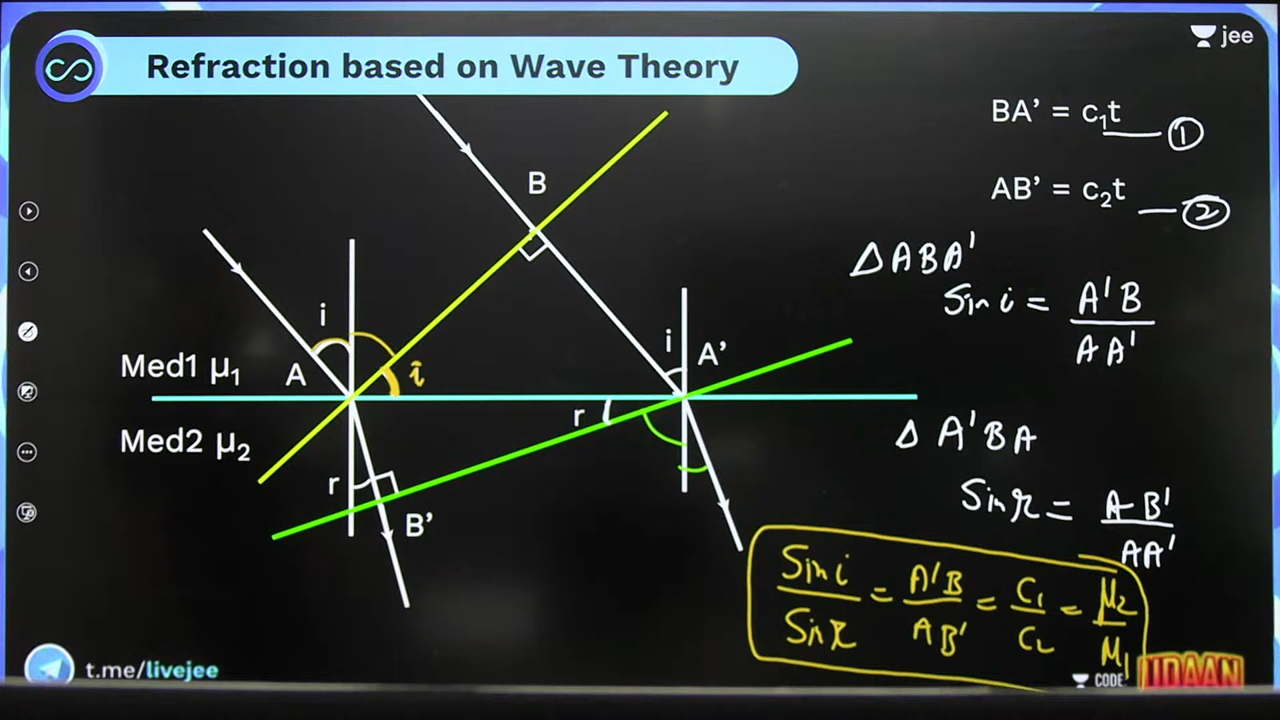 Refraction based on Wave Theory
jee
BA’ = c₁t —— ①
AB’ = c₂t — ②
B
ΔABA'
Sin i = A'B / AA'
i
i
A’
Med1 μ₁
A
î
Med2 μ₂
r
Δ A'BA
r
Sin r = AB' / AA'
B’
Sin i / Sin r = A'B / AB' = C₁ / C₂ = μ₂ / μ₁
t.me/livejee
CODE:
UDAAN